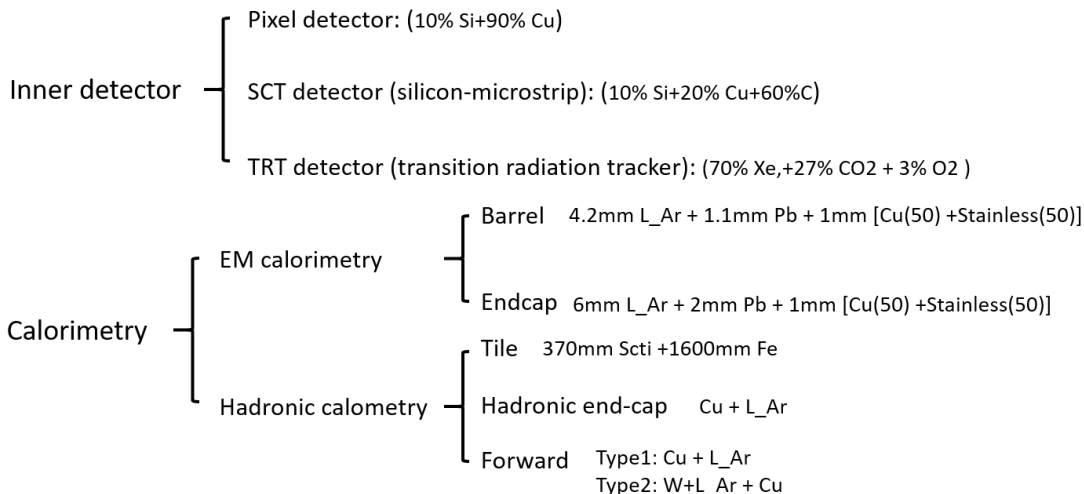 Inner detector
Pixel detector: (10% Si+90% Cu)
SCT detector (silicon-microstrip): (10% Si+20% Cu+60%C)
TRT detector (transition radiation tracker): (70% Xe,+27% CO2 + 3% O2 )
Calorimetry
EM calorimetry
Barrel 4.2mm L_Ar + 1.1mm Pb + 1mm [Cu(50) +Stainless(50)]
Endcap 6mm L_Ar + 2mm Pb + 1mm [Cu(50) +Stainless(50)]
Hadronic calometry
Tile 370mm Scti +1600mm Fe
Hadronic end-cap Cu + L_Ar
Forward Type1: Cu + L_Ar
Type2: W+L_Ar + Cu